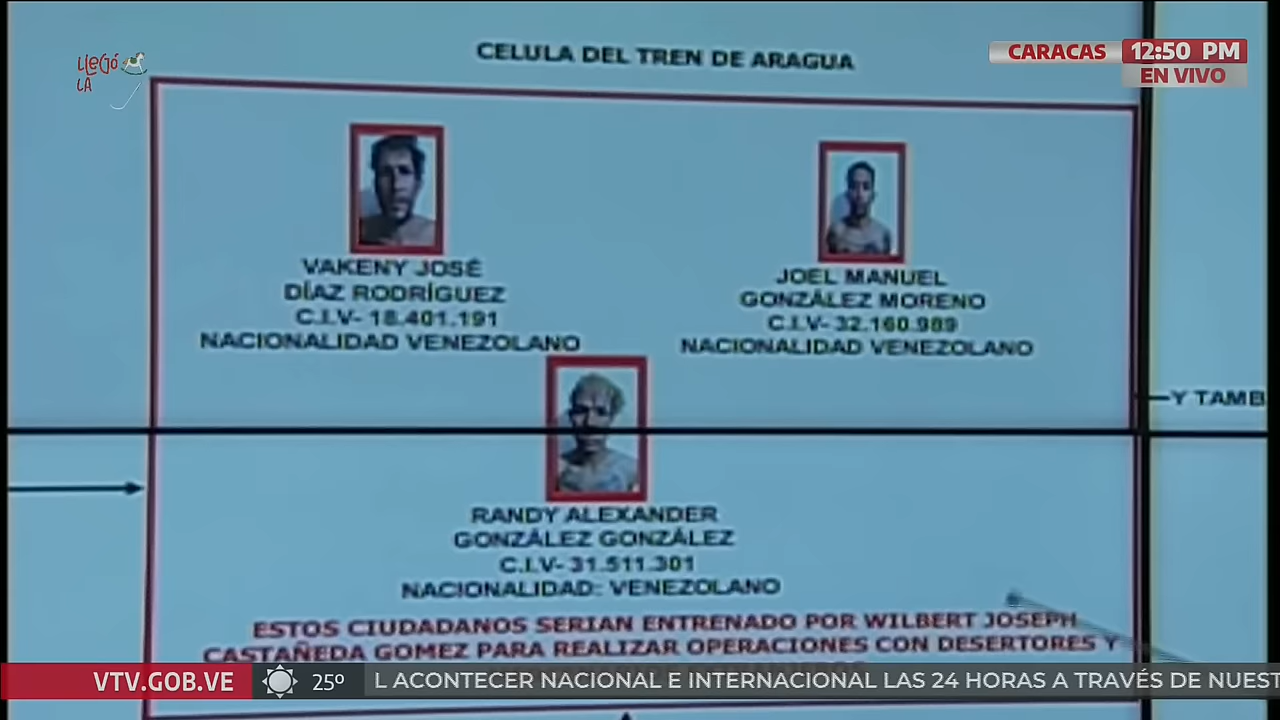 LLEGÓ
LA
CELULA DEL TREN DE ARAGUA
CARACAS 12:50 PM
EN VIVO
VAKENY JOSÉ
DÍAZ RODRÍGUEZ
C.I.V- 18.401.191
NACIONALIDAD VENEZOLANO
JOEL MANUEL
GONZÁLEZ MORENO
C.I.V- 32.160.989
NACIONALIDAD VENEZOLANO
Y TAMB
RANDY ALEXANDER
GONZÁLEZ GONZÁLEZ
C.I.V- 31.511.301
NACIONALIDAD: VENEZOLANO
ESTOS CIUDADANOS SERIAN ENTRENADO POR WILBERT JOSEPH
CASTAÑEDA GOMEZ PARA REALIZAR OPERACIONES CON DESERTORES Y
VTV.GOB.VE 25º L ACONTECER NACIONAL E INTERNACIONAL LAS 24 HORAS A TRAVÉS DE NUEST